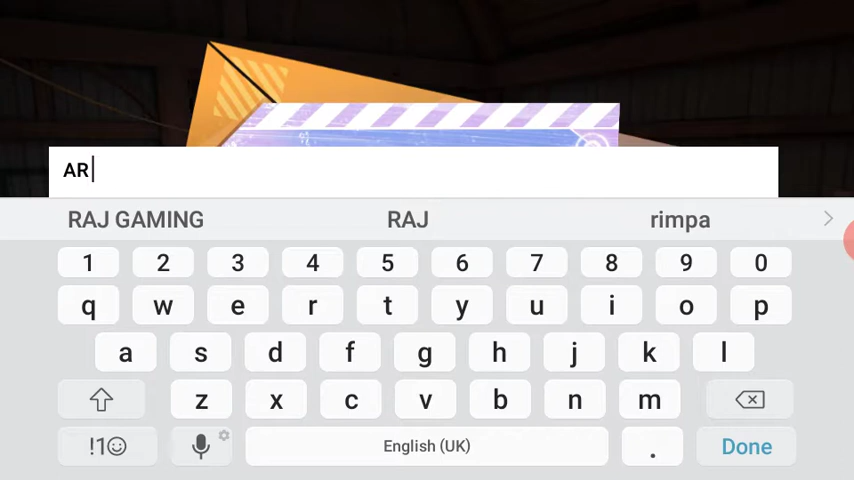 AR
RAJ GAMING RAJ rimpa
1 2 3 4 5 6 7 8 9 0
q w e r t y u i o p
a s d f g h j k l
z x c v b n m
!1☺ English (UK) . Done